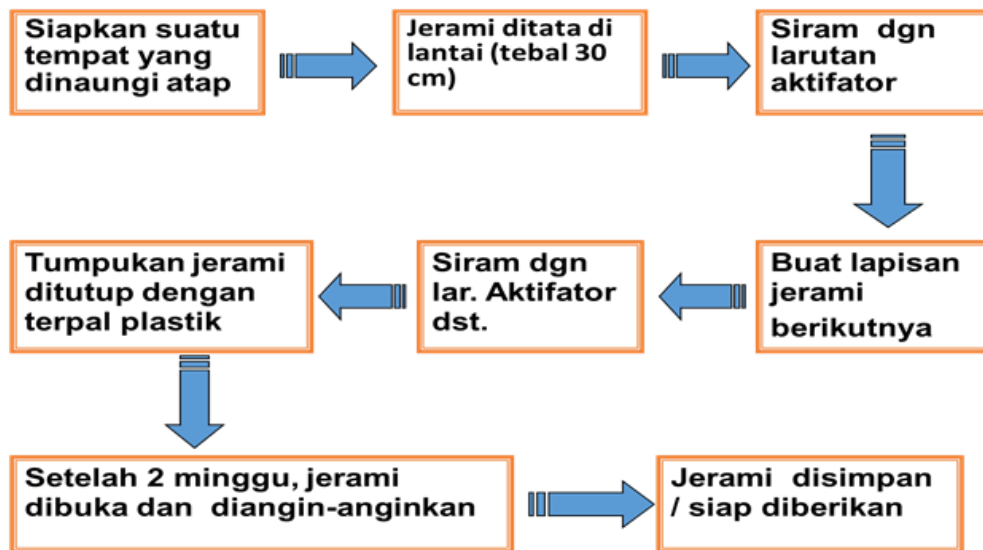 Siapkan suatu
tempat yang
dinaungi atap
Jerami ditata di
lantai (tebal 30
cm)
Siram dgn
larutan
aktifator
Buat lapisan
jerami
berikutnya
Siram dgn
lar. Aktifator
dst.
Tumpukan jerami
ditutup dengan
terpal plastik
Setelah 2 minggu, jerami
dibuka dan diangin-anginkan
Jerami disimpan
/ siap diberikan